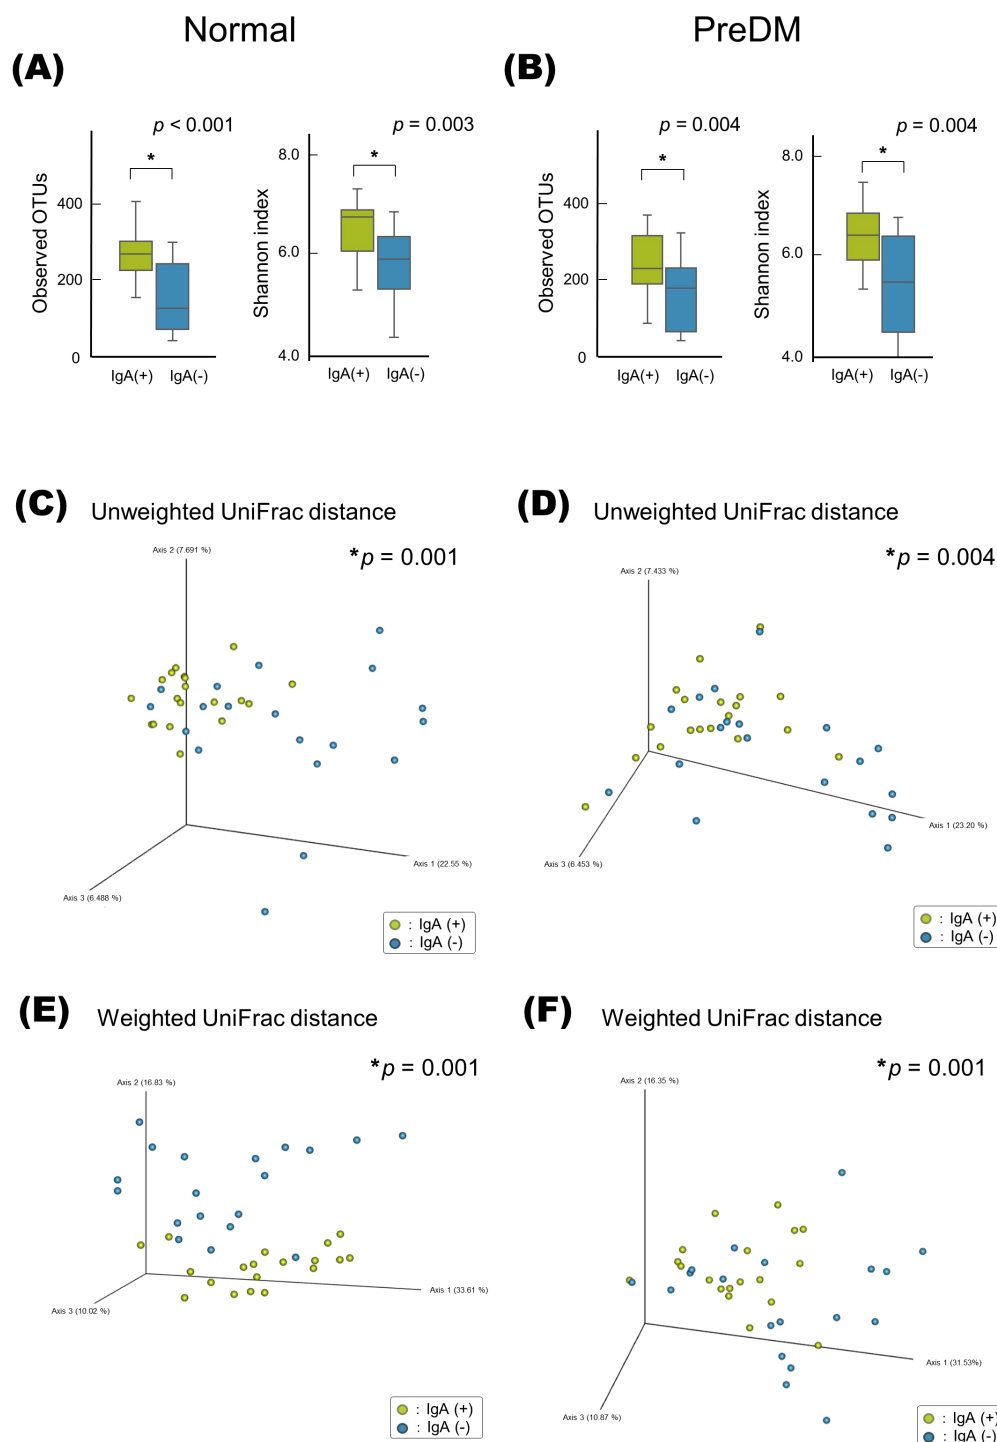 Normal
PreDM
(A)
(B)
p < 0.001
p = 0.003
p = 0.004
p = 0.004
*
*
*
*
Observed OTUs
400
200
0
IgA(+) IgA(-)
Shannon index
8.0
6.0
4.0
IgA(+) IgA(-)
Observed OTUs
400
200
0
IgA(+) IgA(-)
Shannon index
8.0
6.0
4.0
IgA(+) IgA(-)
(C) Unweighted UniFrac distance
*p = 0.001
Axis 2 (7.691 %)
Axis 1 (22.55 %)
Axis 3 (6.488 %)
: IgA (+)
: IgA (-)
(D) Unweighted UniFrac distance
*p = 0.004
Axis 2 (7.433 %)
Axis 1 (23.20 %)
Axis 3 (6.453 %)
: IgA (+)
: IgA (-)
(E) Weighted UniFrac distance
*p = 0.001
Axis 2 (16.83 %)
Axis 1 (33.61 %)
Axis 3 (10.02 %)
: IgA (+)
: IgA (-)
(F) Weighted UniFrac distance
*p = 0.001
Axis 2 (16.35 %)
Axis 1 (31.53%)
Axis 3 (10.87 %)
: IgA (+)
: IgA (-)